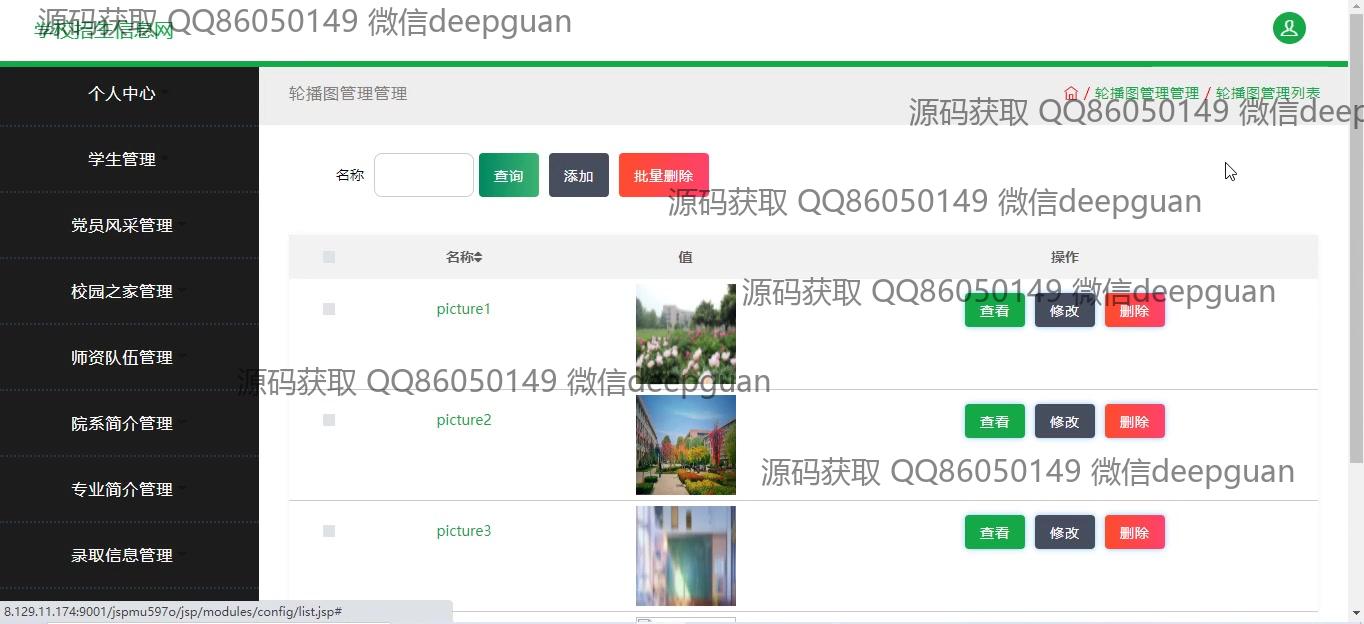 源码获取 QQ86050149 微信deepguan
学校招生信息网
个人中心
轮播图管理管理
/ 轮播图管理管理 / 轮播图管理列表
源码获取 QQ86050149 微信deep
学生管理
名称 查询 添加 批量删除
源码获取 QQ86050149 微信deepguan
党员风采管理
名称 值 操作
校园之家管理
源码获取 QQ86050149 微信deepguan
picture1 查看 修改 删除
师资队伍管理
源码获取 QQ86050149 微信deepguan
院系简介管理
picture2 查看 修改 删除
源码获取 QQ86050149 微信deepguan
专业简介管理
picture3 查看 修改 删除
录取信息管理
8.129.11.174:9001/jspmu597o/jsp/modules/config/list.jsp#